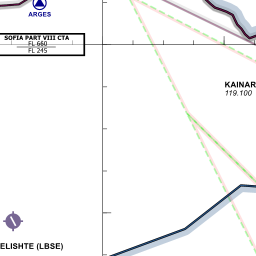 ARGES
SOFIA PART VIII CTA
FL 660
FL 245
KAINAR
119.100
ELISHTE (LBSE)